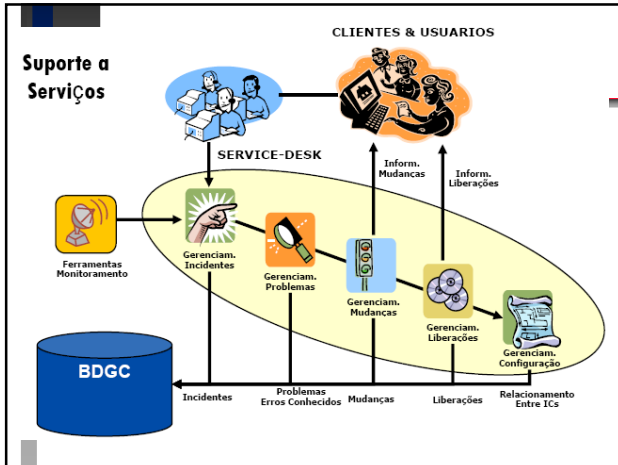 CLIENTES & USUARIOS
Suporte a
Serviços
SERVICE-DESK
Inform.
Mudanças
Inform.
Liberações
Ferramentas
Monitoramento
Gerenciam.
Incidentes
Gerenciam.
Problemas
Gerenciam.
Mudanças
Gerenciam.
Liberações
Gerenciam.
Configuração
BDGC
Incidentes
Problemas
Erros Conhecidos
Mudanças
Liberações
Relacionamento
Entre ICs